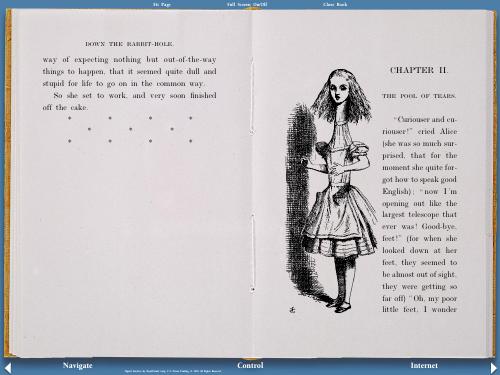 Fit Page
Full Screen On/Off
Close Book
DOWN THE RABBIT-HOLE.
way of expecting nothing but out-of-the-way
things to happen, that it seemed quite dull and
stupid for life to go on in the common way.
So she set to work, and very soon finished
off the cake.
* * * *
* * *
* * * *
CHAPTER II.
THE POOL OF TEARS.
"Curiouser and cu-
riouser!" cried Alice
(she was so much sur-
prised, that for the
moment she quite for-
got how to speak good
English); "now I'm
opening out like the
largest telescope that
ever was! Good-bye,
feet!" (for when she
looked down at her
feet, they seemed to
be almost out of sight,
they were getting so
far off) "Oh, my poor
little feet, I wonder
Navigate
Control
Internet